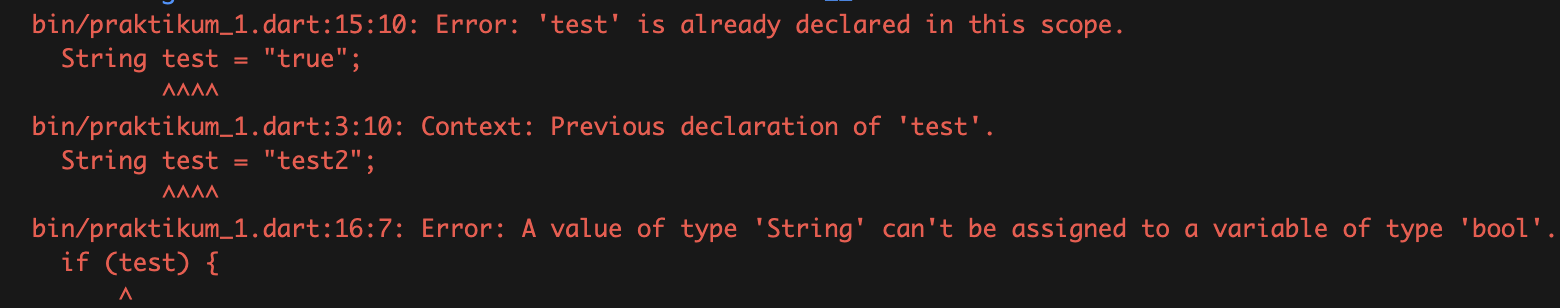 bin/praktikum_1.dart:15:10: Error: 'test' is already declared in this scope.
  String test = "true";
         ^^^^
bin/praktikum_1.dart:3:10: Context: Previous declaration of 'test'.
  String test = "test2";
         ^^^^
bin/praktikum_1.dart:16:7: Error: A value of type 'String' can't be assigned to a variable of type 'bool'.
  if (test) {
      ^